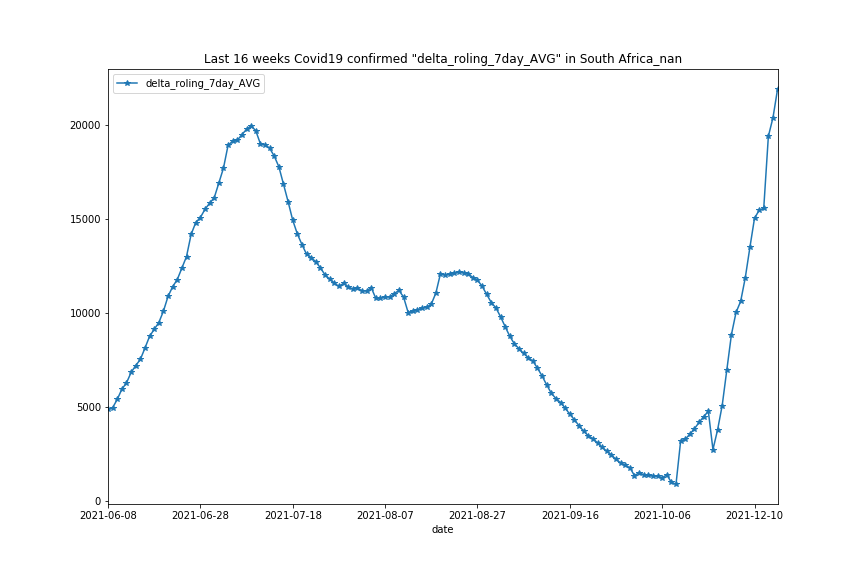 Last 16 weeks Covid19 confirmed "delta_roling_7day_AVG" in South Africa_nan
delta_roling_7day_AVG
20000
15000
10000
5000
0
2021-06-08 2021-06-28 2021-07-18 2021-08-07 2021-08-27 2021-09-16 2021-10-06 2021-12-10
date